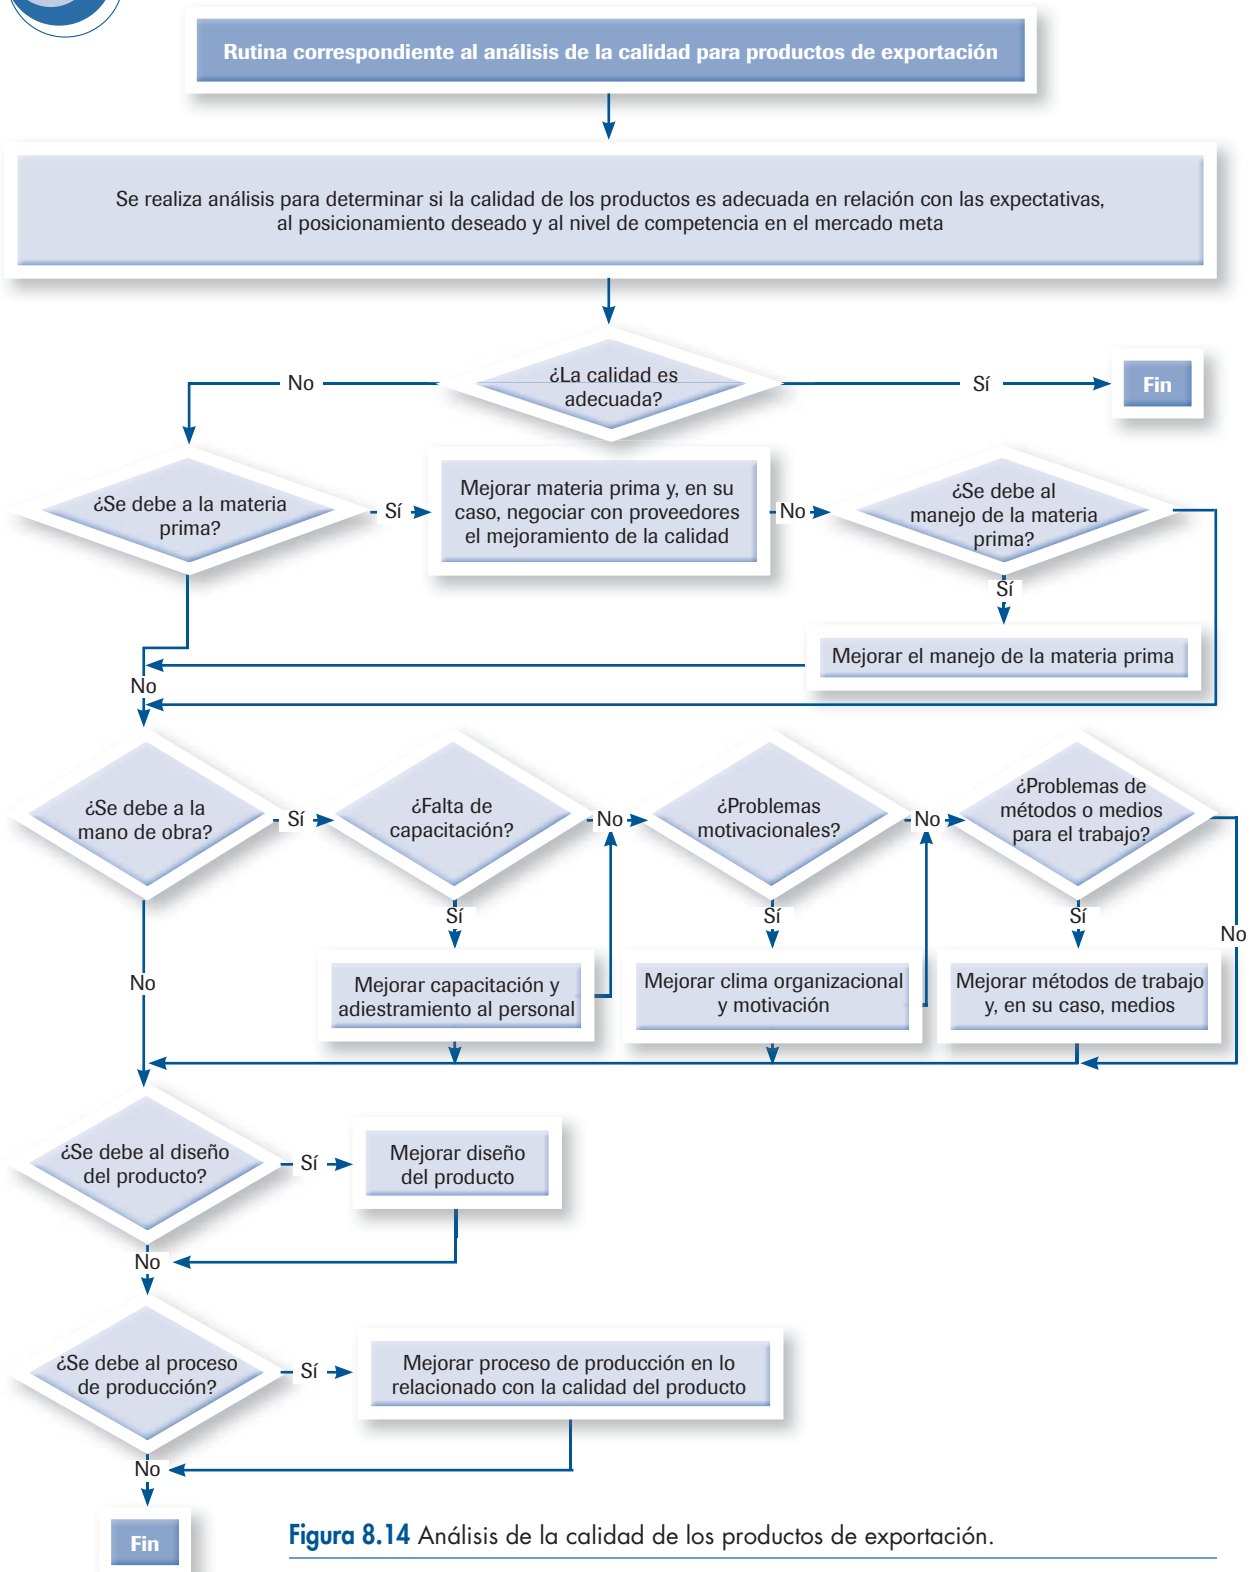 Rutina correspondiente al análisis de la calidad para productos de exportación
Se realiza análisis para determinar si la calidad de los productos es adecuada en relación con las expectativas,
al posicionamiento deseado y al nivel de competencia en el mercado meta
¿La calidad es
adecuada?
No
Sí
Fin
¿Se debe a la materia
prima?
Sí
Mejorar materia prima y, en su
caso, negociar con proveedores
el mejoramiento de la calidad
No
¿Se debe al
manejo de la materia
prima?
Sí
Mejorar el manejo de la materia prima
No
¿Se debe a la
mano de obra?
Sí
¿Falta de
capacitación?
No
¿Problemas
motivacionales?
No
¿Problemas de
métodos o medios
para el trabajo?
Sí
Sí
Sí
No
No
Mejorar capacitación y
adiestramiento al personal
Mejorar clima organizacional
y motivación
Mejorar métodos de trabajo
y, en su caso, medios
¿Se debe al diseño
del producto?
Sí
Mejorar diseño
del producto
No
¿Se debe al proceso
de producción?
Sí
Mejorar proceso de producción en lo
relacionado con la calidad del producto
No
Fin
Figura 8.14 Análisis de la calidad de los productos de exportación.